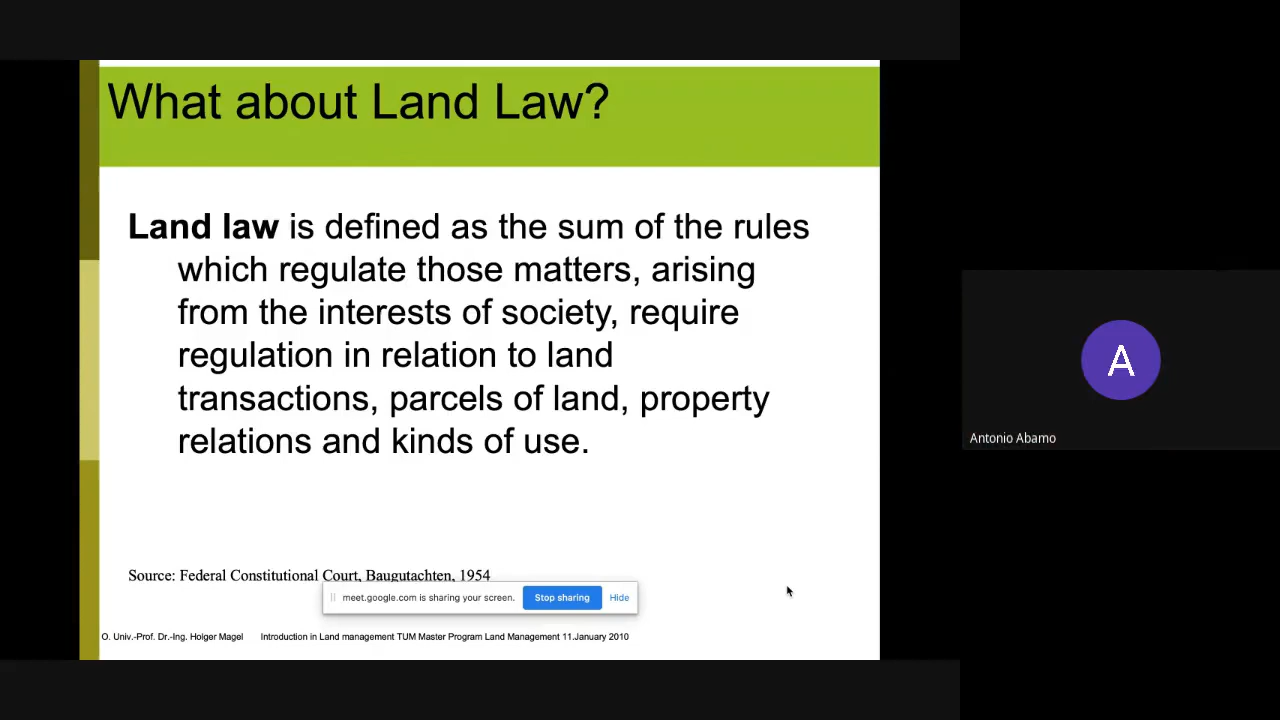 What about Land Law?
Land law is defined as the sum of the rules
which regulate those matters, arising
from the interests of society, require
regulation in relation to land
transactions, parcels of land, property
relations and kinds of use.
Source: Federal Constitutional Court, Baugutachten, 1954
meet.google.com is sharing your screen. Stop sharing Hide
O. Univ.-Prof. Dr.-Ing. Holger Magel Introduction in Land management TUM Master Program Land Management 11.January 2010
A
Antonio Abamo